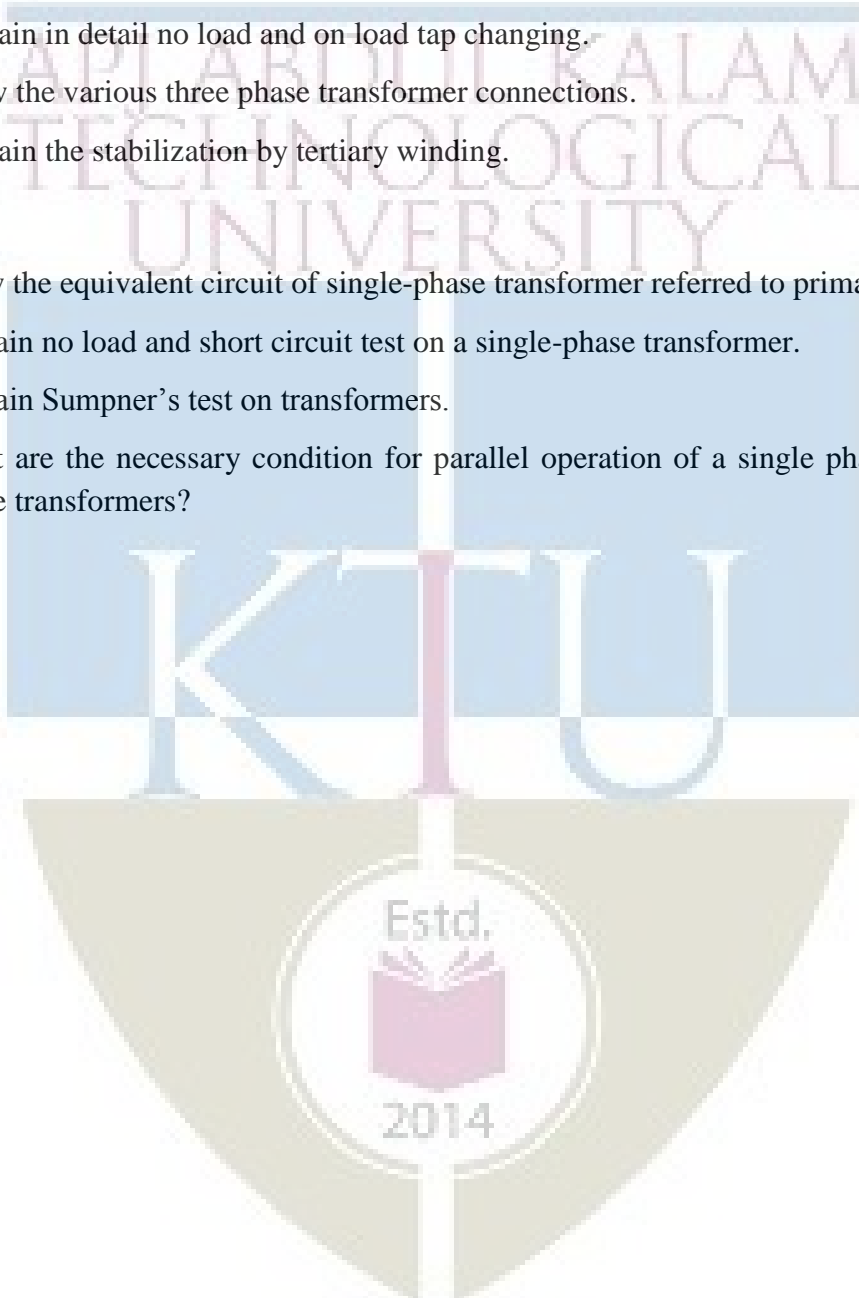 ain in detail no load and on load tap changing.
API ABDUL KALAM
y the various three phase transformer connections.
TECHNOLOGICAL
ain the stabilization by tertiary winding.
UNIVERSITY
y the equivalent circuit of single-phase transformer referred to prima
ain no load and short circuit test on a single-phase transformer.
ain Sumpner’s test on transformers.
t are the necessary condition for parallel operation of a single pha
e transformers?
KTU
Estd.
2014